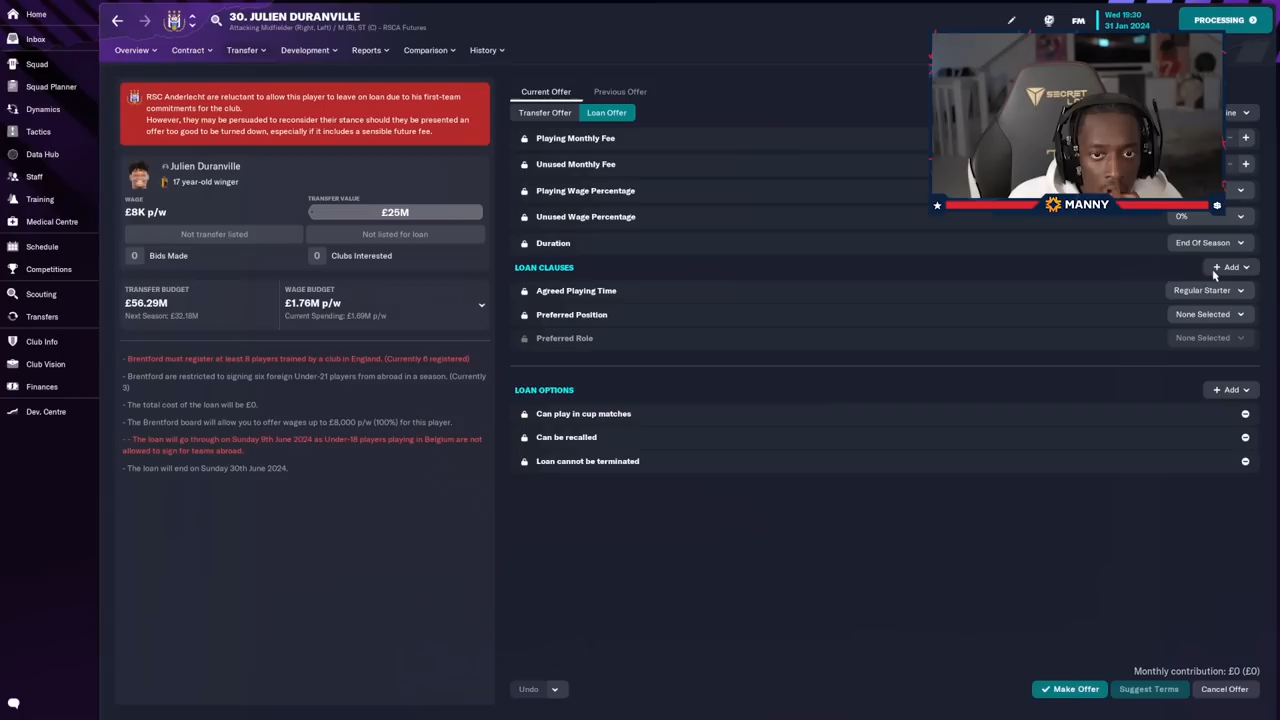 Home
Inbox
Squad
Squad Planner
Dynamics
Tactics
Data Hub
Staff
Training
Medical Centre
Schedule
Competitions
Scouting
Transfers
Club Info
Club Vision
Finances
Dev. Centre
30. JULIEN DURANVILLE
Attacking Midfielder (Right, Left) / M (R), ST (C) - RSCA Futures
FM
Wed 19:30
31 Jan 2024
PROCESSING
Overview
Contract
Transfer
Development
Reports
Comparison
History
RSC Anderlecht are reluctant to allow this player to leave on loan due to his first-team
commitments for the club.
However, they may be persuaded to reconsider their stance should they be presented an
offer too good to be turned down, especially if it includes a sensible future fee.
Julien Duranville
17 year-old winger
WAGE
£8K p/w
TRANSFER VALUE
£25M
Not transfer listed
Not listed for loan
0 Bids Made
0 Clubs Interested
TRANSFER BUDGET
£56.29M
Next Season: £32.18M
WAGE BUDGET
£1.76M p/w
Current Spending: £1.69M p/w
- Brentford must register at least 8 players trained by a club in England. (Currently 6 registered)
- Brentford are restricted to signing six foreign Under-21 players from abroad in a season. (Currently
3)
- The total cost of the loan will be £0.
- The Brentford board will allow you to offer wages up to £8,000 p/w (100%) for this player.
- - The loan will go through on Sunday 9th June 2024 as Under-18 players playing in Belgium are not
allowed to sign for teams abroad.
- The loan will end on Sunday 30th June 2024.
Current Offer
Previous Offer
Transfer Offer
Loan Offer
Playing Monthly Fee
Unused Monthly Fee
Playing Wage Percentage
Unused Wage Percentage
0%
Duration
End Of Season
LOAN CLAUSES
+ Add
Agreed Playing Time
Regular Starter
Preferred Position
None Selected
Preferred Role
None Selected
LOAN OPTIONS
+ Add
Can play in cup matches
Can be recalled
Loan cannot be terminated
Monthly contribution: £0 (£0)
Undo
Make Offer
Suggest Terms
Cancel Offer
MANNY